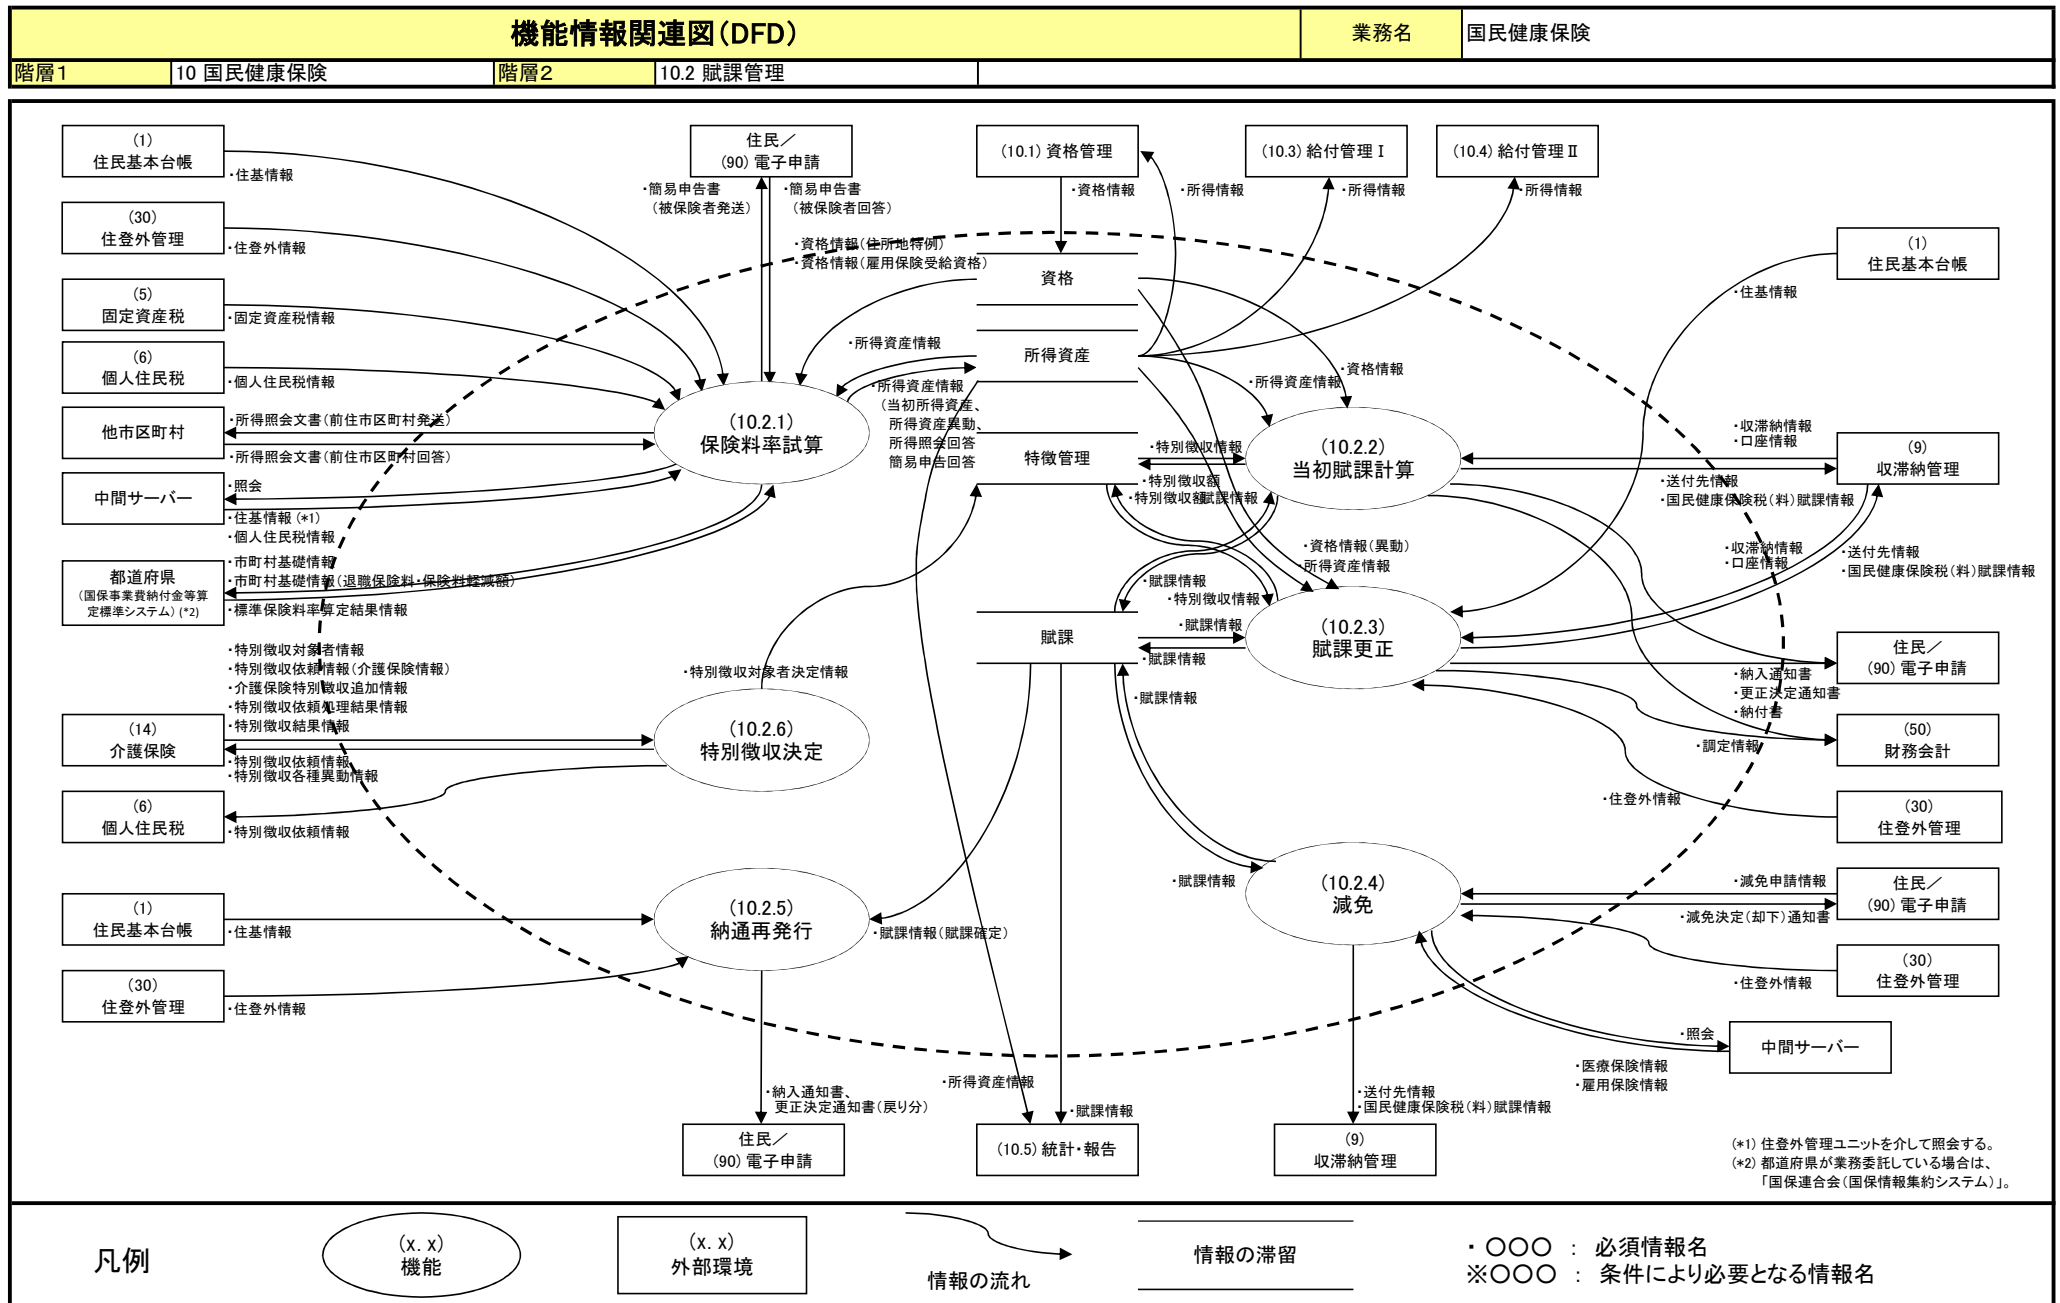 機能情報関連図(DFD)
業務名
国民健康保険
階層1
10 国民健康保険
階層2
10.2 賦課管理
(1)
住民基本台帳
・住基情報
(30)
住登外管理
・住登外情報
(5)
固定資産税
・固定資産税情報
(6)
個人住民税
・個人住民税情報
他市区町村
・所得照会文書(前住市区町村発送)
・所得照会文書(前住市区町村回答)
中間サーバー
・照会
・住基情報(*1)
・個人住民税情報
都道府県
(国保事業費納付金等算
定標準システム)(*2)
・市町村基礎情報
・市町村基礎情報(退職保険料・保険料軽減額)
・標準保険料率算定結果情報
・特別徴収対象者情報
・特別徴収依頼情報(介護保険情報)
・介護保険特別徴収追加情報
・特別徴収依頼処理結果情報
・特別徴収結果情報
(14)
介護保険
・特別徴収依頼情報
・特別徴収各種異動情報
(6)
個人住民税
・特別徴収依頼情報
(1)
住民基本台帳
・住基情報
(30)
住登外管理
・住登外情報
住民/
(90)電子申請
・簡易申告書
(被保険者発送)
・簡易申告書
(被保険者回答)
・資格情報(住所地特例)
・資格情報(雇用保険受給資格)
・所得資産情報
(10.2.1)
保険料率試算
・所得資産情報
(当初所得資産、
所得資産異動、
所得照会回答
簡易申告回答
・特別徴収対象者決定情報
(10.2.6)
特別徴収決定
(10.2.5)
納通再発行
・賦課情報(賦課確定)
・納入通知書、
更正決定通知書(戻り分)
住民/
(90)電子申請
(10.1)資格管理
・資格情報
・所得情報
資格
所得資産
特徴管理
賦課
・所得資産情報
・賦課情報
(10.5)統計・報告
(10.3)給付管理Ⅰ
・所得情報
(10.4)給付管理Ⅱ
・所得情報
・資格情報
・所得資産情報
・特別徴収情報
・特別徴収額
・特別徴収額
・賦課情報
(10.2.2)
当初賦課計算
・資格情報(異動)
・所得資産情報
・賦課情報
・特別徴収情報
・賦課情報
・賦課情報
(10.2.3)
賦課更正
・賦課情報
・賦課情報
(10.2.4)
減免
・送付先情報
・国民健康保険税(料)賦課情報
(9)
収滞納管理
(1)
住民基本台帳
・住基情報
・収滞納情報
・口座情報
(9)
収滞納管理
・送付先情報
・国民健康保険税(料)賦課情報
・収滞納情報
・口座情報
・送付先情報
・国民健康保険税(料)賦課情報
住民/
(90)電子申請
・納入通知書
・更正決定通知書
・納付書
(50)
財務会計
・調定情報
(30)
住登外管理
・住登外情報
・減免申請情報
住民/
(90)電子申請
・減免決定(却下)通知書
(30)
住登外管理
・住登外情報
・照会
中間サーバー
・医療保険情報
・雇用保険情報
(*1)住登外管理ユニットを介して照会する。
(*2)都道府県が業務委託している場合は、
「国保連合会(国保情報集約システム)」。
凡例
(x. x)
機能
(x. x)
外部環境
情報の流れ
情報の滞留
・ 〇〇〇 : 必須情報名
※〇〇〇 : 条件により必要となる情報名